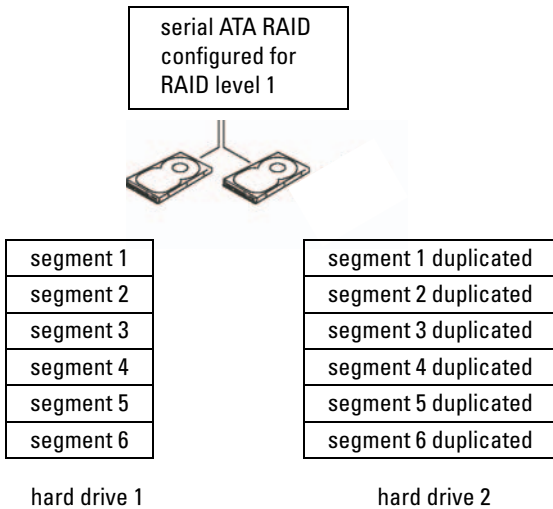 serial ATA RAID
configured for
RAID level 1
segment 1
segment 2
segment 3
segment 4
segment 5
segment 6
segment 1 duplicated
segment 2 duplicated
segment 3 duplicated
segment 4 duplicated
segment 5 duplicated
segment 6 duplicated
hard drive 1
hard drive 2